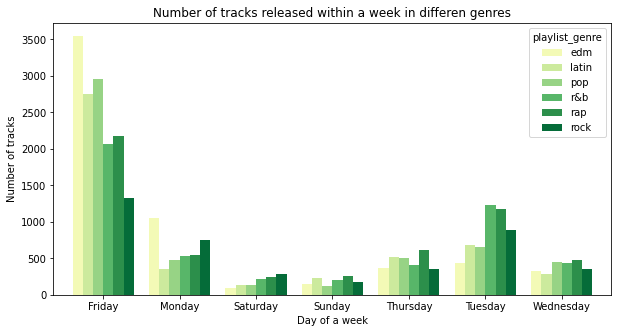 Number of tracks released within a week in differen genres
Number of tracks
3500
3000
2500
2000
1500
1000
500
0
playlist_genre
edm
latin
pop
r&b
rap
rock
Friday
Monday
Saturday
Sunday
Thursday
Tuesday
Wednesday
Day of a week